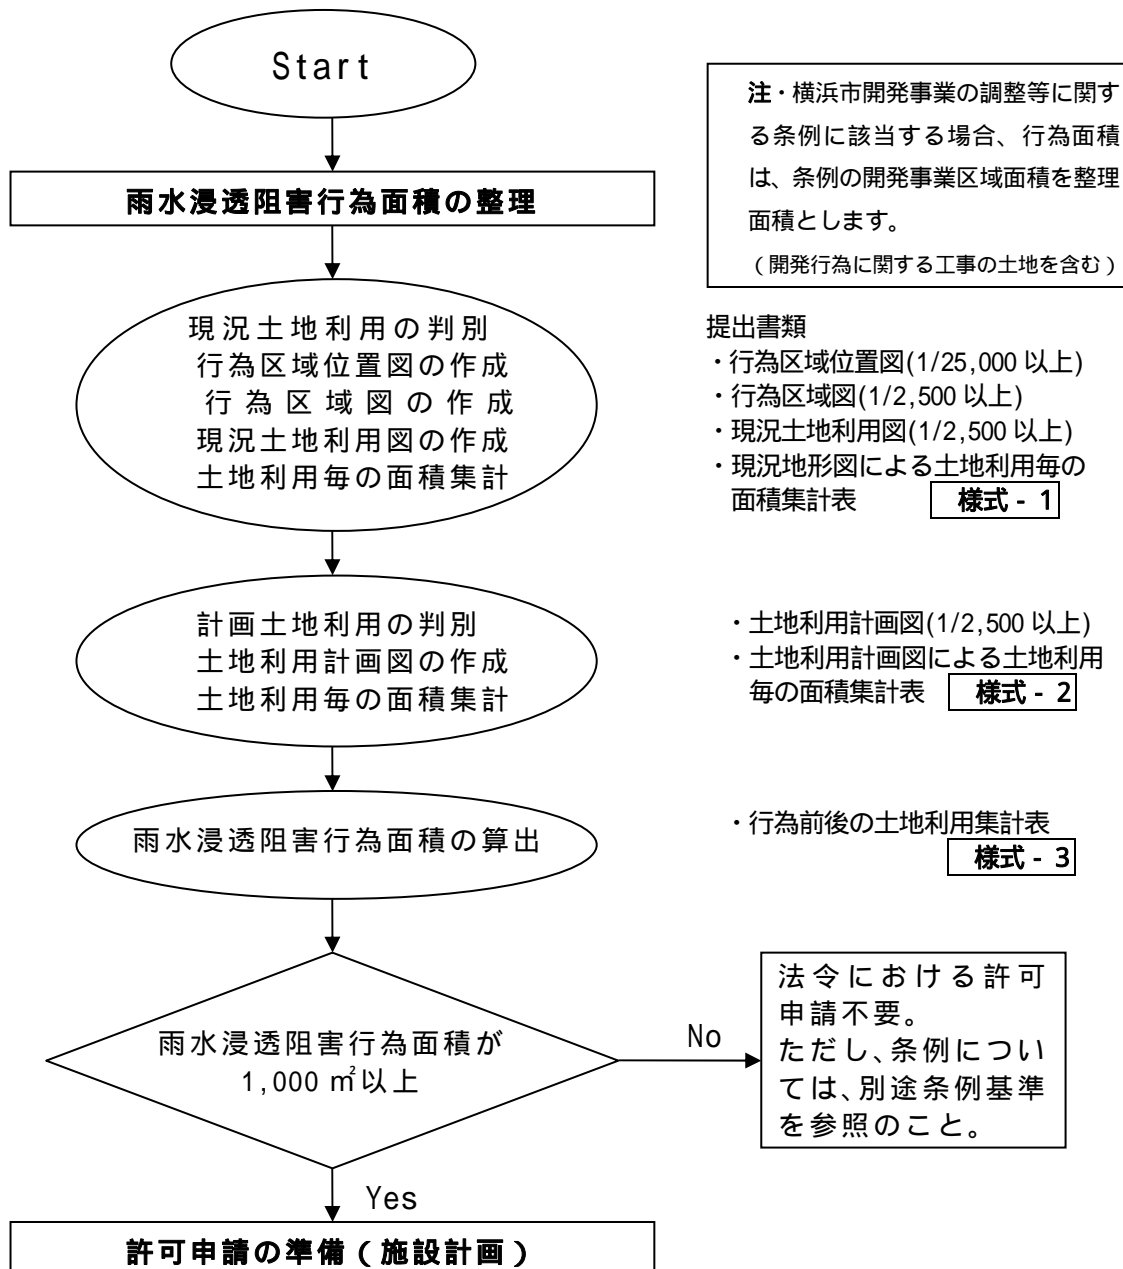 Start
雨水浸透阻害行為面積の整理
現況土地利用の判別
行為区域位置図の作成
行為区域図の作成
現況土地利用図の作成
土地利用毎の面積集計
計画土地利用の判別
土地利用計画図の作成
土地利用毎の面積集計
雨水浸透阻害行為面積の算出
雨水浸透阻害行為面積が
1,000 ㎡以上
No
Yes
許可申請の準備（施設計画）
注・横浜市開発事業の調整等に関す
る条例に該当する場合、行為面積
は、条例の開発事業区域面積を整理
面積とします。
（開発行為に関する工事の土地を含む）
提出書類
・行為区域位置図(1/25,000 以上)
・行為区域図(1/2,500 以上)
・現況土地利用図(1/2,500 以上)
・現況地形図による土地利用毎の
面積集計表 様式 - 1
・土地利用計画図(1/2,500 以上)
・土地利用計画図による土地利用
毎の面積集計表 様式 - 2
・行為前後の土地利用集計表
様式 - 3
法令における許可
申請不要。
ただし、条例につい
ては、別途条例基準
を参照のこと。